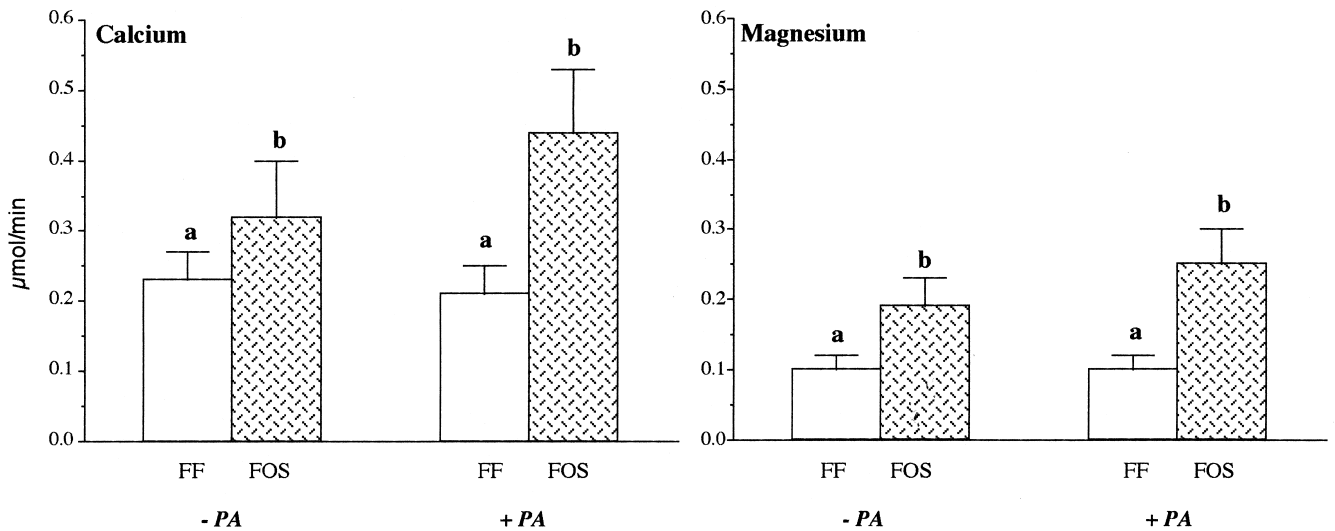 Calcium
µmol/min
0.6
0.5
0.4
0.3
0.2
0.1
0.0
b
b
a
a
FF FOS FF FOS
- PA + PA
Magnesium
0.6
0.5
0.4
0.3
0.2
0.1
0.0
b
b
a
a
FF FOS FF FOS
- PA + PA